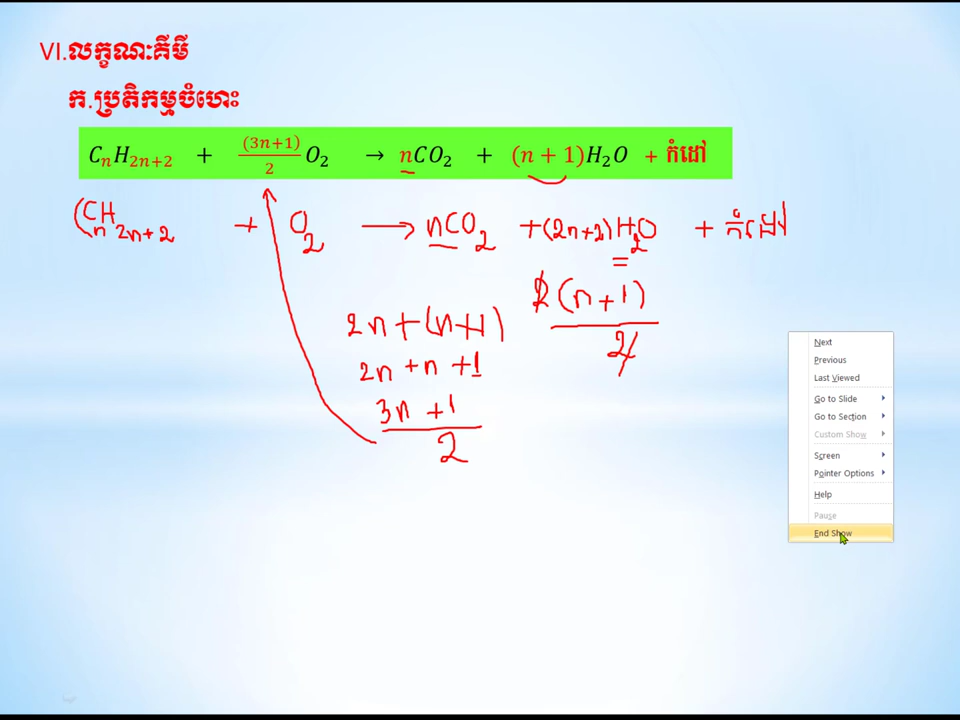 VI.លក្ខណៈគីមី
ក.ប្រតិកម្មចំហេះ
CₙH₂ₙ₊₂ + (3n+1)/2 O₂ → nCO₂ + (n + 1)H₂O + កំដៅ
CₙH₂ₙ₊₂ + O₂ → nCO₂ + (2n+2)H₂O + កំដៅ
=
2(n+1)/2
2n+(n+1)
2n+n+1
3n+1/2
Next
Previous
Last Viewed
Go to Slide
Go to Section
Custom Show
Screen
Pointer Options
Help
Pause
End Show